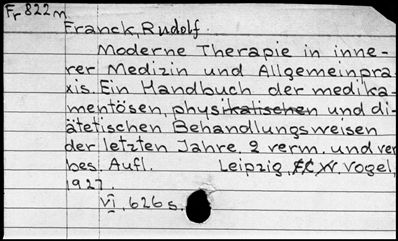 Fr 822m
Franck, Rudolf.
Moderne Therapie in inne-
rer Medizin und Allgemeinpra-
xis. Ein Handbuch der medika-
mentösen, physikalischen und di-
ätetischen Behandlungsweisen
der letzten Jahre. 2 verm. und ver
bes. Aufl. Leipzig, F.C.W. Vogel,
1927.
VI, 626 s.